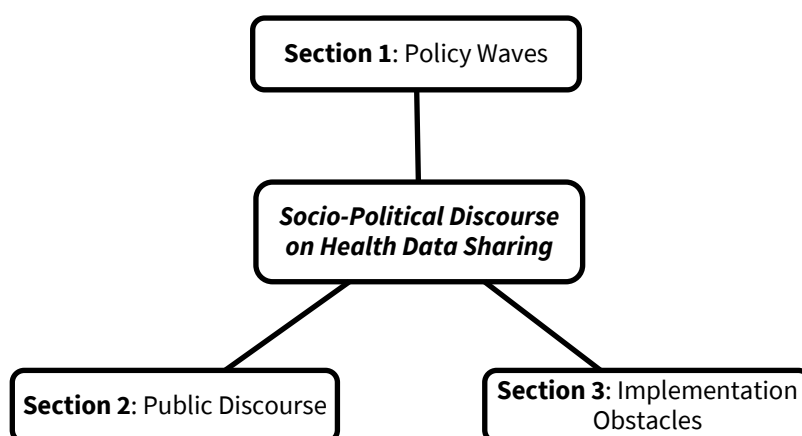 Section 1: Policy Waves
Socio-Political Discourse
on Health Data Sharing
Section 2: Public Discourse
Section 3: Implementation
Obstacles